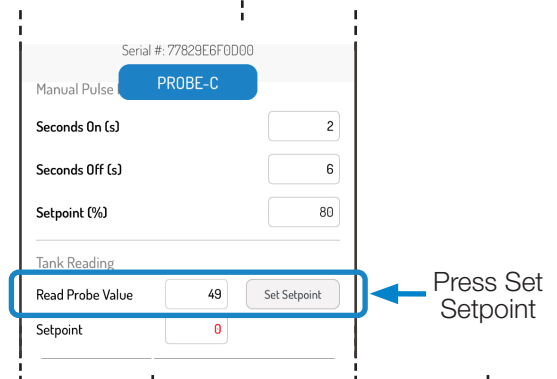 Serial #: 77829E6F0D00
PROBE-C
Manual Pulse
Seconds On (s) 2
Seconds Off (s) 6
Setpoint (%) 80
Tank Reading
Read Probe Value 49 Set Setpoint
Press Set
Setpoint
Setpoint 0